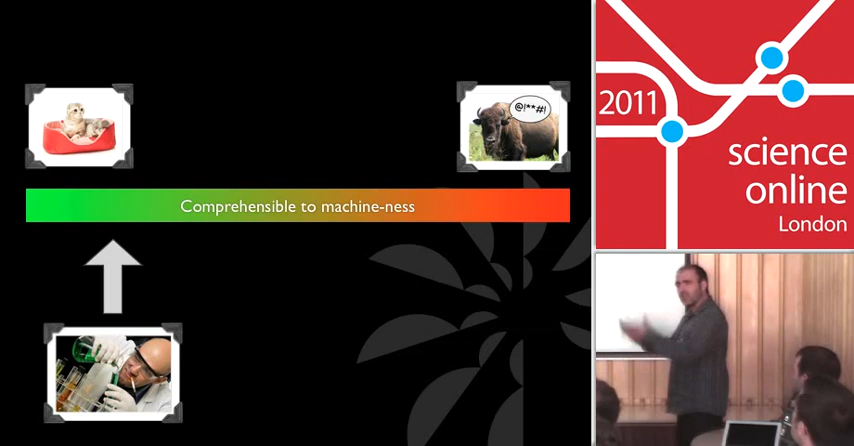 @!**#!
Comprehensible to machine-ness
2011
science
online
London